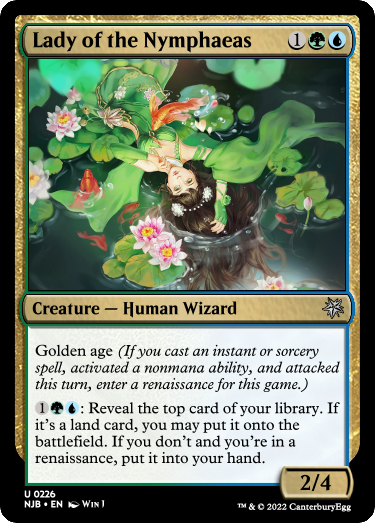 Lady of the Nymphaeas 1
Creature — Human Wizard
Golden age (If you cast an instant or sorcery
spell, activated a nonmana ability, and attacked
this turn, enter a renaissance for this game.)
1: Reveal the top card of your library. If
it's a land card, you may put it onto the
battlefield. If you don't and you're in a
renaissance, put it into your hand.
2/4
U 0226
NJB • EN Win I
™ & © 2022 CanterburyEgg